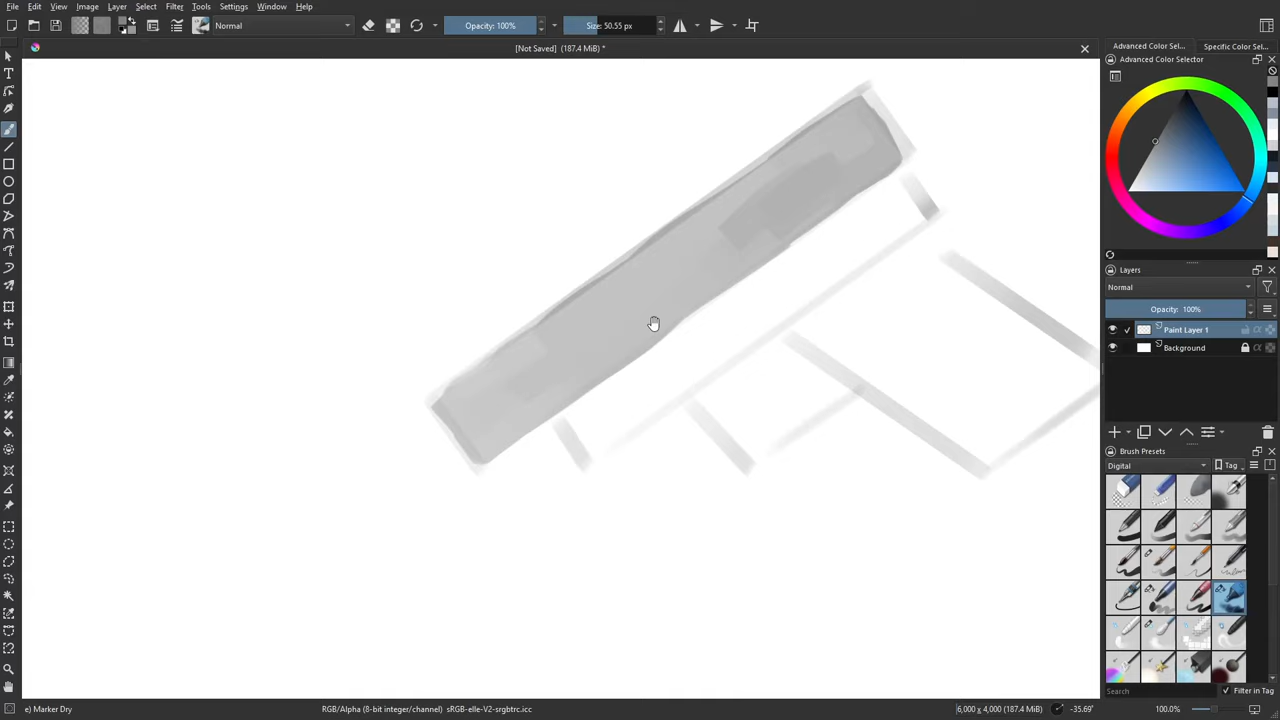 File Edit View Image Layer Select Filter Tools Settings Window Help
Normal
Opacity: 100%
Size: 50.55 px
[Not Saved] (187.4 MiB) *
Advanced Color Sel...
Specific Color Sel...
Advanced Color Selector
Layers
Normal
Opacity: 100%
Paint Layer 1
Background
Brush Presets
Digital
Tag
Search
Filter in Tag
e) Marker Dry
RGB/Alpha (8-bit integer/channel) sRGB-elle-V2-srgbtrc.icc
6,000 x 4,000 (187.4 MiB)
-35.69°
100.0%